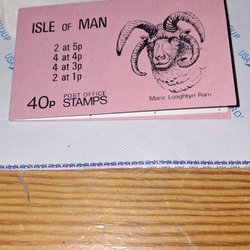 ISLE OF MAN
2 at 5p
4 at 4p
4 at 3p
2 at 1p
40p POST OFFICE STAMPS
Manx Loaghtyn Ram